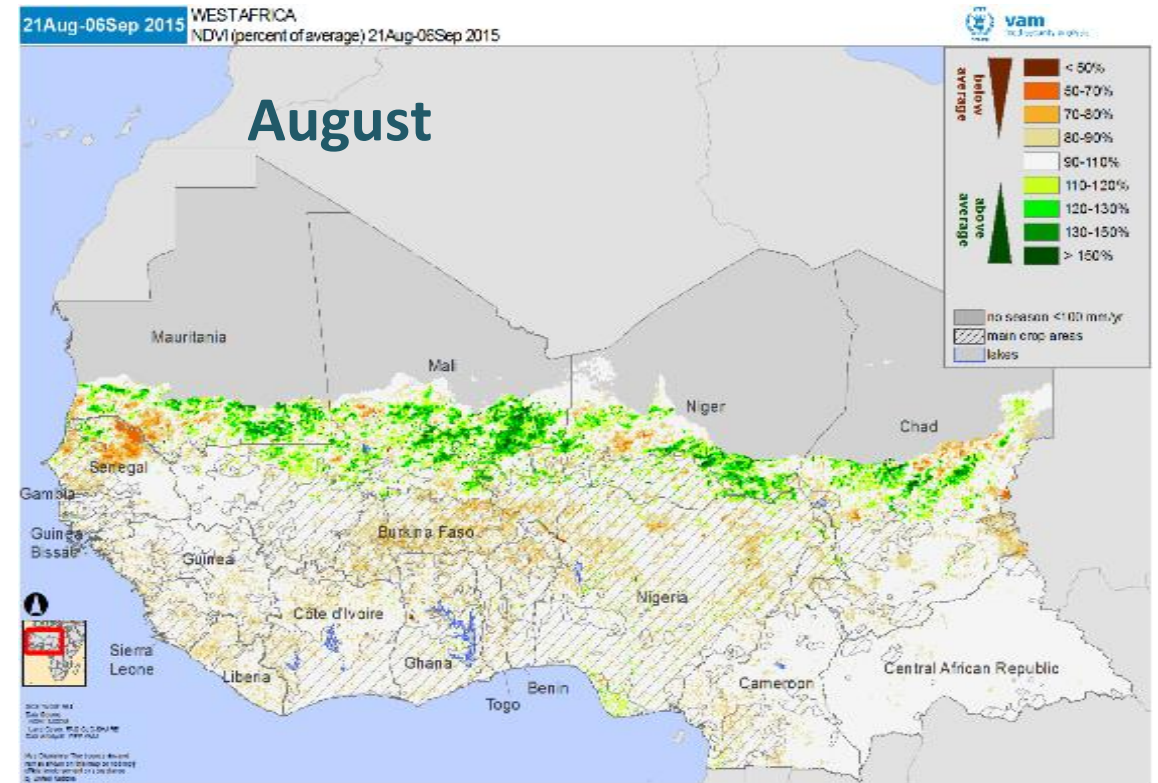 21Aug-06Sep 2015
WEST AFRICA
NDVI (percent of average) 21Aug-06Sep 2015
vam
August
below
average
< 50%
50-70%
70-80%
80-90%
90-110%
above
average
110-120%
120-130%
130-150%
> 150%
no season <100 mm/yr
main crop areas
lakes
Mauritania
Mali
Niger
Chad
Senegal
Gambia
Guinea
Bissau
Burkina Faso
Guinea
Nigeria
Côte d'Ivoire
Sierra
Leone
Ghana
Liberia
Central African Republic
Benin
Cameroon
Togo